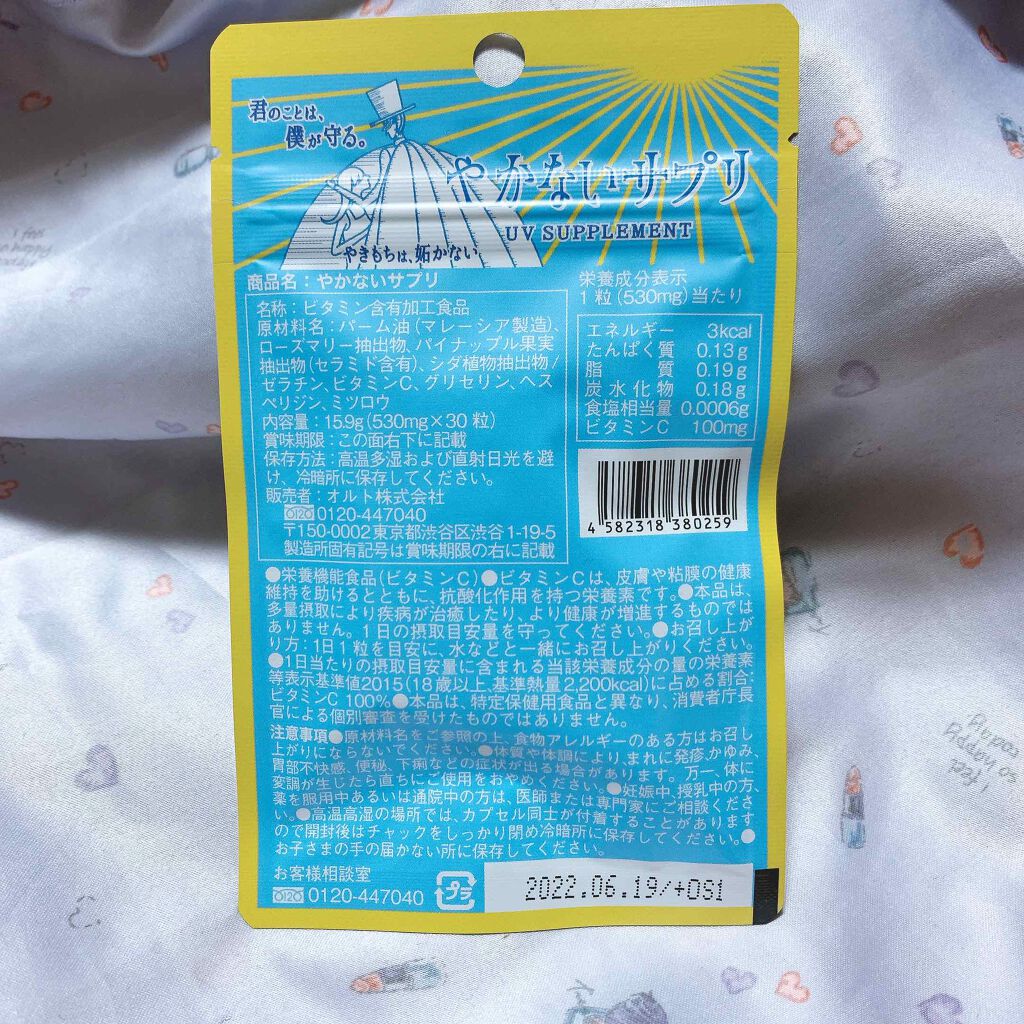 君のことは、
僕が守る。
やかないサプリ
UV SUPPLEMENT
やきもちは、妬かない
商品名：やかないサプリ
名称：ビタミン含有加工食品
原材料名：パーム油（マレーシア製造）、
ローズマリー抽出物、パイナップル果実
抽出物（セラミド含有）、シダ植物抽出物/
ゼラチン、ビタミンC、グリセリン、ヘス
ペリジン、ミツロウ
内容量：15.9g（530mg×30粒）
賞味期限：この面右下に記載
保存方法：高温多湿および直射日光を避
け、冷暗所に保存してください。
販売者：オルト株式会社
0120-447040
〒150-0002 東京都渋谷区渋谷1-19-5
製造所固有記号は賞味期限の右に記載
栄養成分表示
1粒（530mg）当たり
エネルギー 3kcal
たんぱく質 0.13g
脂質 0.19g
炭水化物 0.18g
食塩相当量 0.0006g
ビタミンC 100mg
4 582318 380259
●栄養機能食品（ビタミンC）●ビタミンCは、皮膚や粘膜の健康
維持を助けるとともに、抗酸化作用を持つ栄養素です。●本品は、
多量摂取により疾病が治癒したり、より健康が増進するものでは
ありません。1日の摂取目安量を守ってください。●お召し上が
り方：1日1粒を目安に、水などと一緒にお召し上がりください。
●1日当たりの摂取目安量に含まれる当該栄養成分の量の栄養素
等表示基準値2015（18歳以上、基準熱量2,200kcal）に占める割合：
ビタミンC 100%●本品は、特定保健用食品と異なり、消費者庁長
官による個別審査を受けたものではありません。
注意事項●原材料名をご参照の上、食物アレルギーのある方はお召し
上がりにならないでください。●体質や体調により、まれに発疹、かゆみ、
胃部不快感、便秘、下痢などの症状が出る場合があります。万一、体に
変調が生じたら直ちにご使用をおやめください。●妊娠中、授乳中の方、
薬を服用中あるいは通院中の方は、医師または専門家にご相談くださ
い。●高温高湿の場所では、カプセル同士が付着することがあります
ので開封後はチャックをしっかり閉め冷暗所に保存してください。●
お子さまの手の届かない所に保存してください。
お客様相談室
0120-447040
プラ
2022.06.19/+OS1